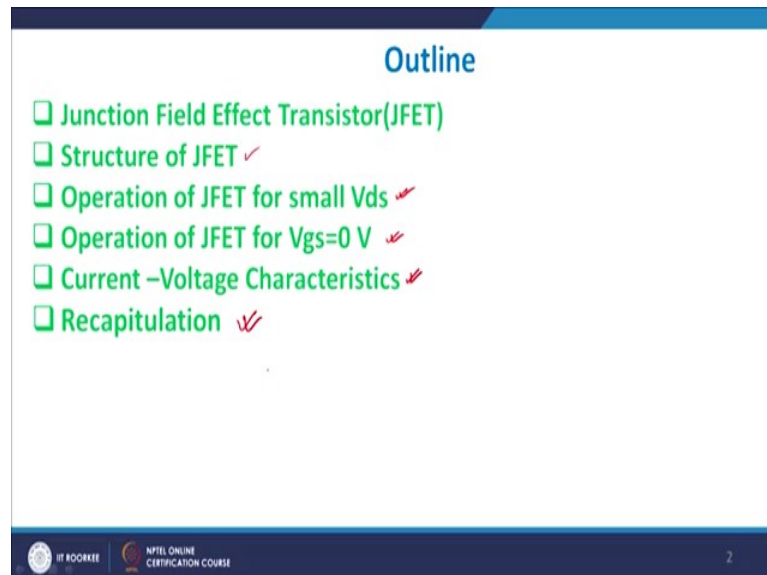 Outline
Junction Field Effect Transistor(JFET)
Structure of JFET
Operation of JFET for small Vds
Operation of JFET for Vgs=0 V
Current –Voltage Characteristics
Recapitulation
IIT ROORKEE
NPTEL ONLINE
CERTIFICATION COURSE
2